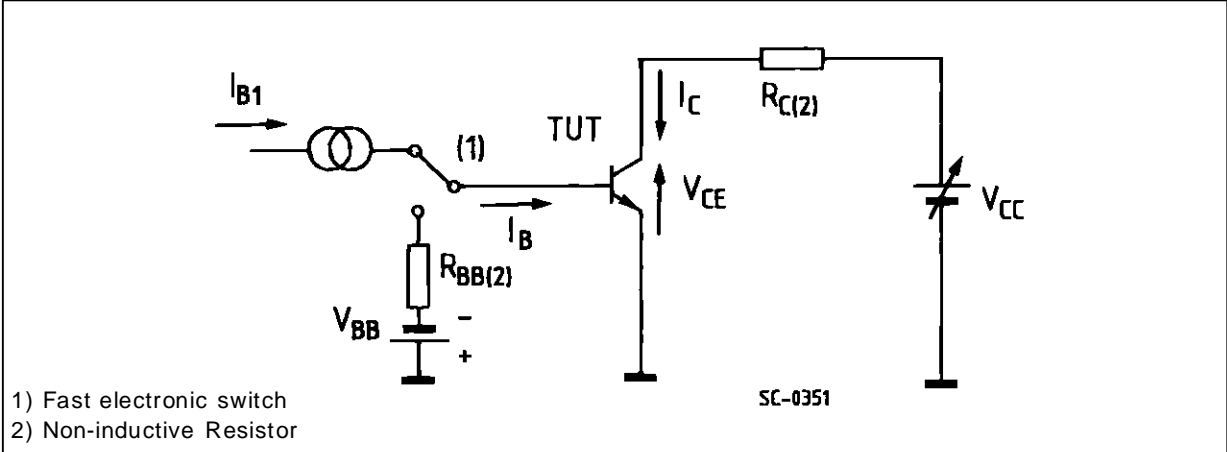 I_B1
(1)
TUT
I_C
R_C(2)
V_CE
V_CC
I_B
R_BB(2)
V_BB
−
+
SC-0351
1) Fast electronic switch
2) Non-inductive Resistor